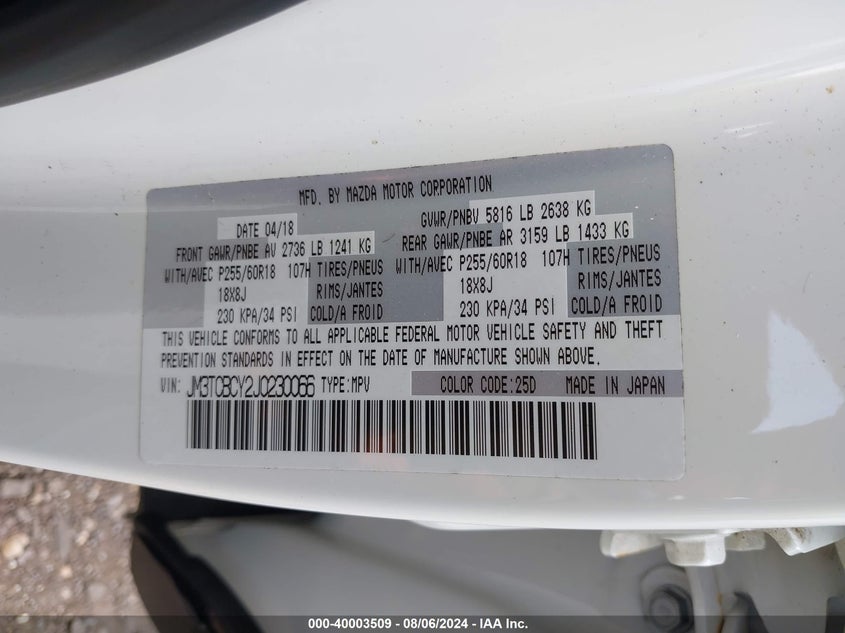 MFD. BY MAZDA MOTOR CORPORATION
DATE 04/18 GVWR/PNBV 5816 LB 2638 KG
FRONT GAWR/PNBE AV 2736 LB 1241 KG REAR GAWR/PNBE AR 3159 LB 1433 KG
WITH/AVEC P255/60R18 107H TIRES/PNEUS WITH/AVEC P255/60R18 107H TIRES/PNEUS
18X8J RIMS/JANTES 18X8J RIMS/JANTES
230 KPA/34 PSI COLD/A FROID 230 KPA/34 PSI COLD/A FROID
THIS VEHICLE CONFORMS TO ALL APPLICABLE FEDERAL MOTOR VEHICLE SAFETY AND THEFT
PREVENTION STANDARDS IN EFFECT ON THE DATE OF MANUFACTURE SHOWN ABOVE.
VIN: JM3TCBCY2J0230066 TYPE:MPV COLOR CODE:25D MADE IN JAPAN
000-40003509 - 08/06/2024 - IAA Inc.